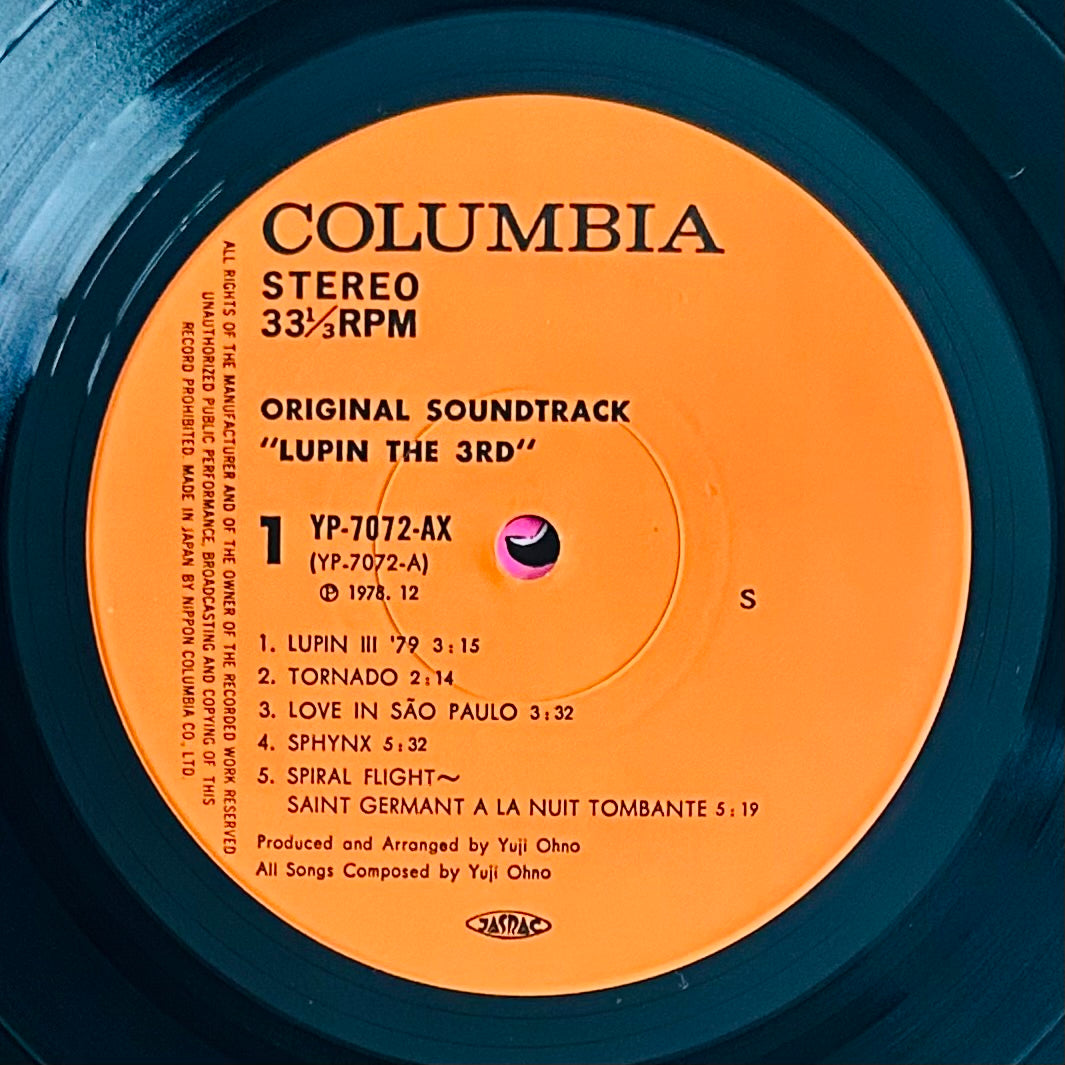 COLUMBIA
STEREO
33 1/3 RPM
ORIGINAL SOUNDTRACK
“LUPIN THE 3RD“
1 YP-7072-AX
(YP-7072-A)
Ⓟ 1978. 12
S
1. LUPIN III '79 3:15
2. TORNADO 2:14
3. LOVE IN SÃO PAULO 3:32
4. SPHYNX 5:32
5. SPIRAL FLIGHT~
SAINT GERMANT A LA NUIT TOMBANTE 5:19
Produced and Arranged by Yuji Ohno
All Songs Composed by Yuji Ohno
JASRAC
ALL RIGHTS OF THE MANUFACTURER AND OF THE OWNER OF THE RECORDED WORK RESERVED
UNAUTHORIZED PUBLIC PERFORMANCE, BROADCASTING AND COPYING OF THIS
RECORD PROHIBITED. MADE IN JAPAN BY NIPPON COLUMBIA CO., LTD.